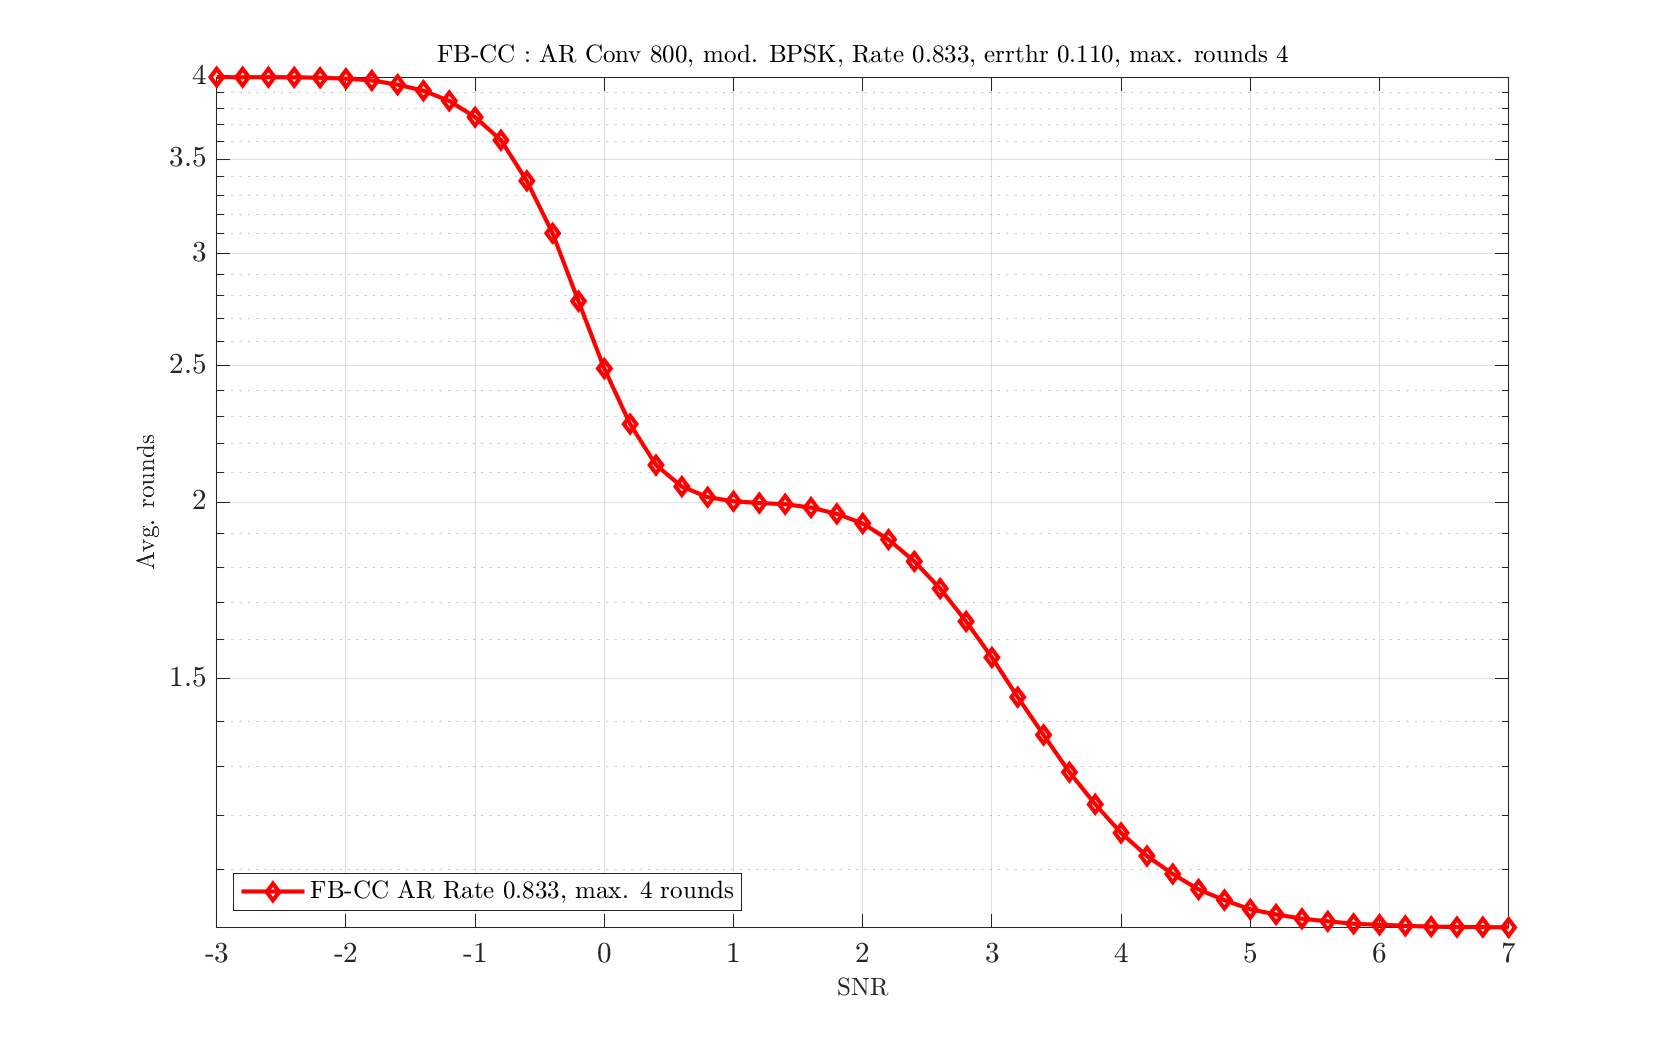 FB-CC : AR Conv 800, mod. BPSK, Rate 0.833, errthr 0.110, max. rounds 4
4
3.5
3
2.5
2
1.5
Avg. rounds
FB-CC AR Rate 0.833, max. 4 rounds
-3 -2 -1 0 1 2 3 4 5 6 7
SNR